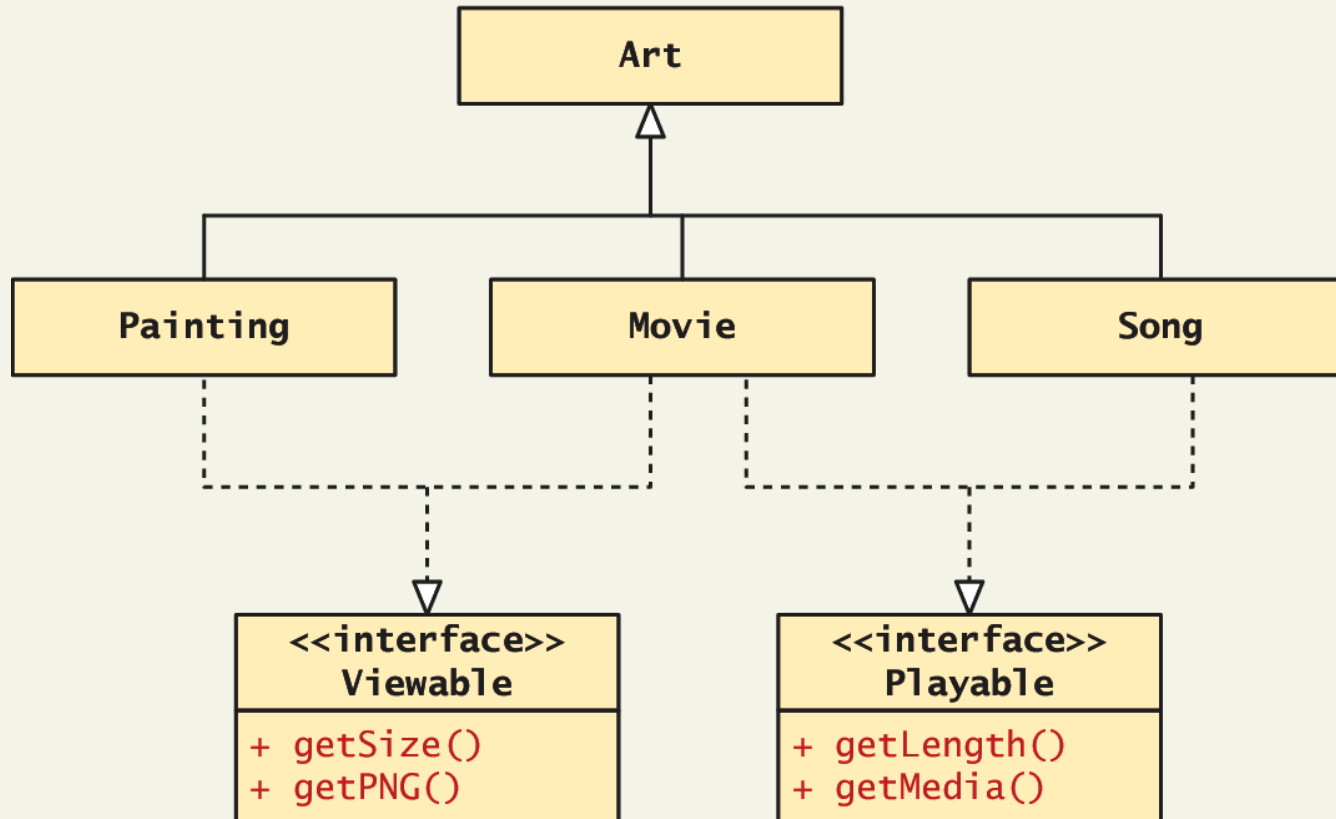 Art
Painting
Movie
Song
<<interface>>
Viewable
+ getSize()
+ getPNG()
<<interface>>
Playable
+ getLength()
+ getMedia()